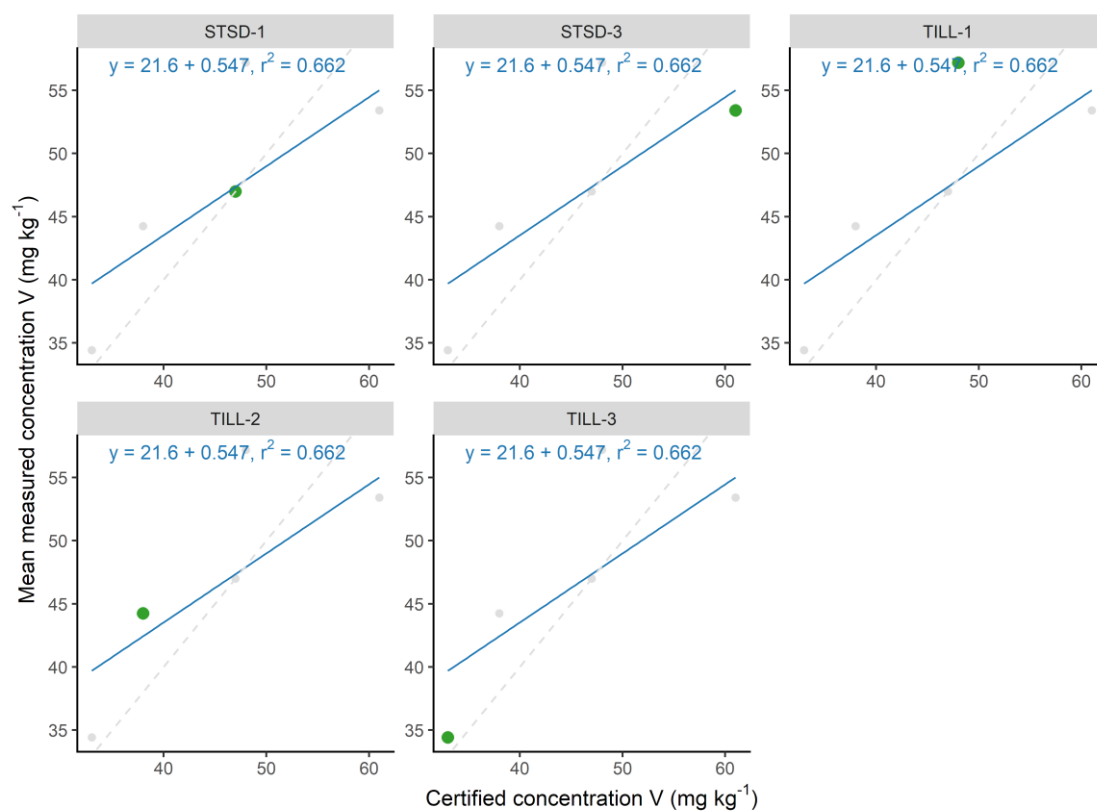 STSD-1
STSD-3
TILL-1
y = 21.6 + 0.547, r² = 0.662
y = 21.6 + 0.547, r² = 0.662
y = 21.6 + 0.547, r² = 0.662
55
50
45
40
35
55
50
45
40
35
55
50
45
40
35
40 50 60
40 50 60
40 50 60
TILL-2
TILL-3
y = 21.6 + 0.547, r² = 0.662
y = 21.6 + 0.547, r² = 0.662
55
50
45
40
35
55
50
45
40
35
40 50 60
40 50 60
Mean measured concentration V (mg kg⁻¹)
Certified concentration V (mg kg⁻¹)